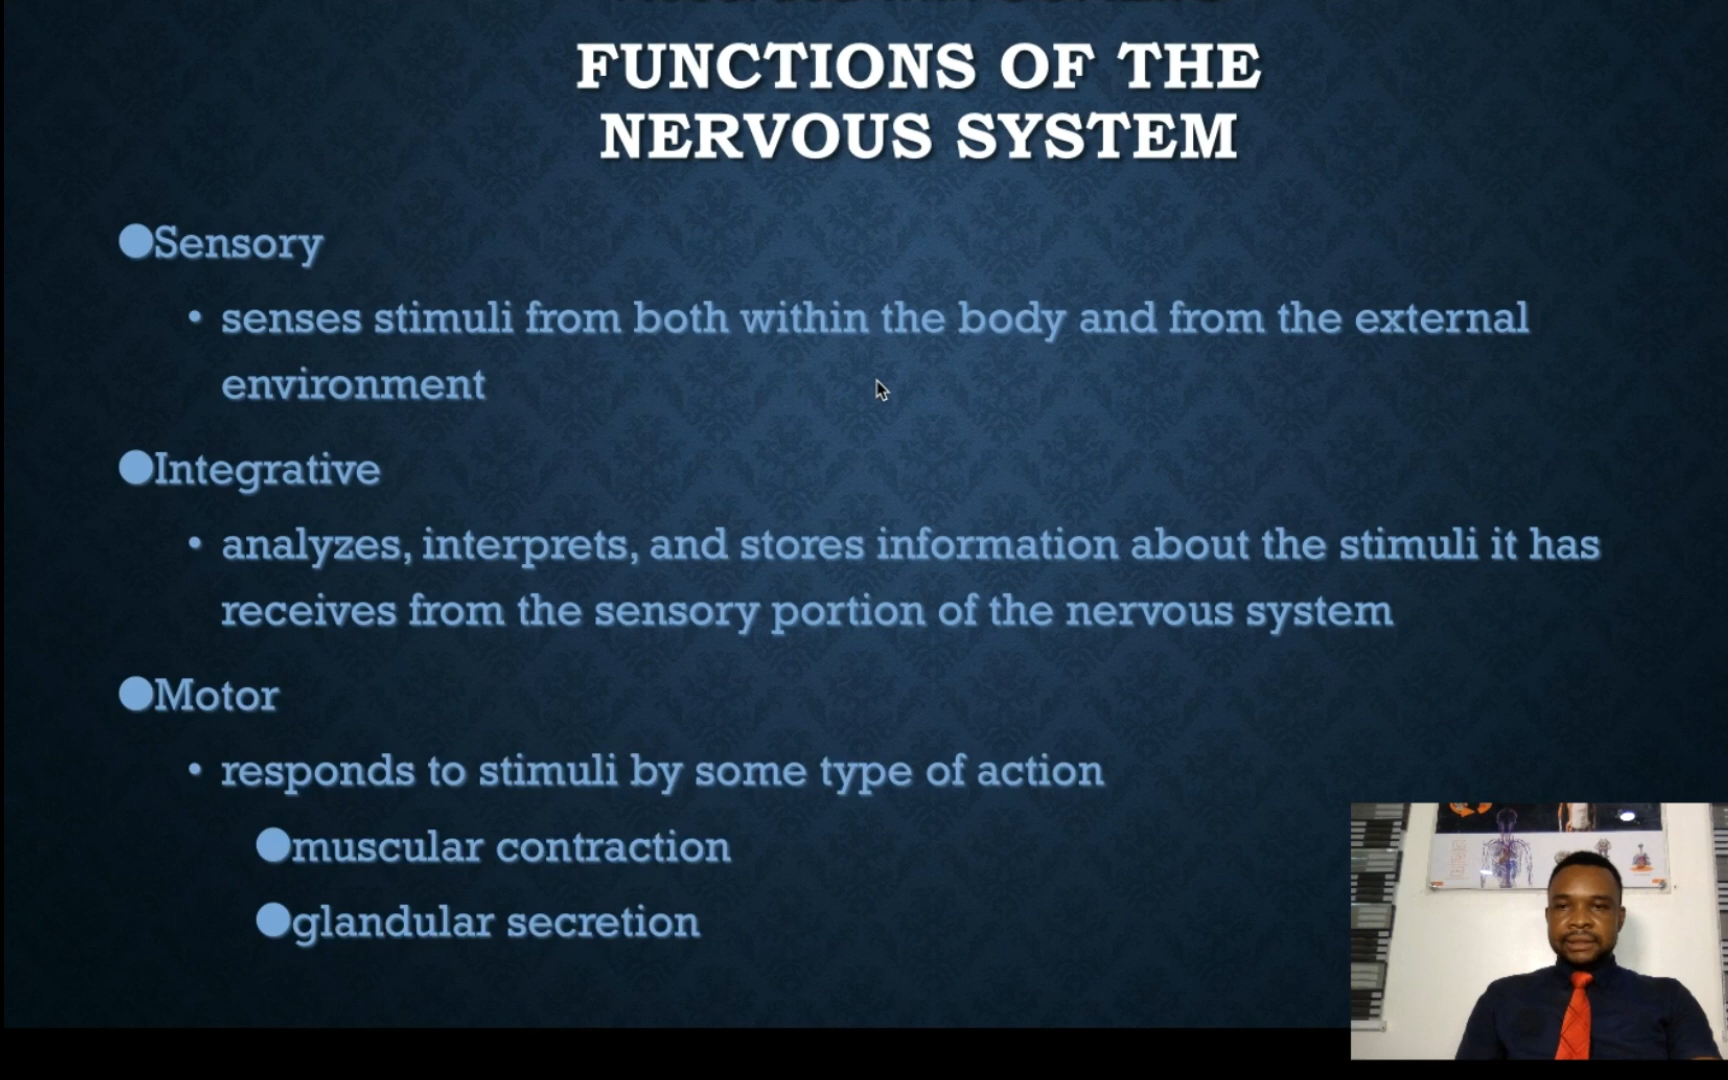 FUNCTIONS OF THE
NERVOUS SYSTEM
●Sensory
• senses stimuli from both within the body and from the external
environment
●Integrative
• analyzes, interprets, and stores information about the stimuli it has
receives from the sensory portion of the nervous system
●Motor
• responds to stimuli by some type of action
●muscular contraction
●glandular secretion